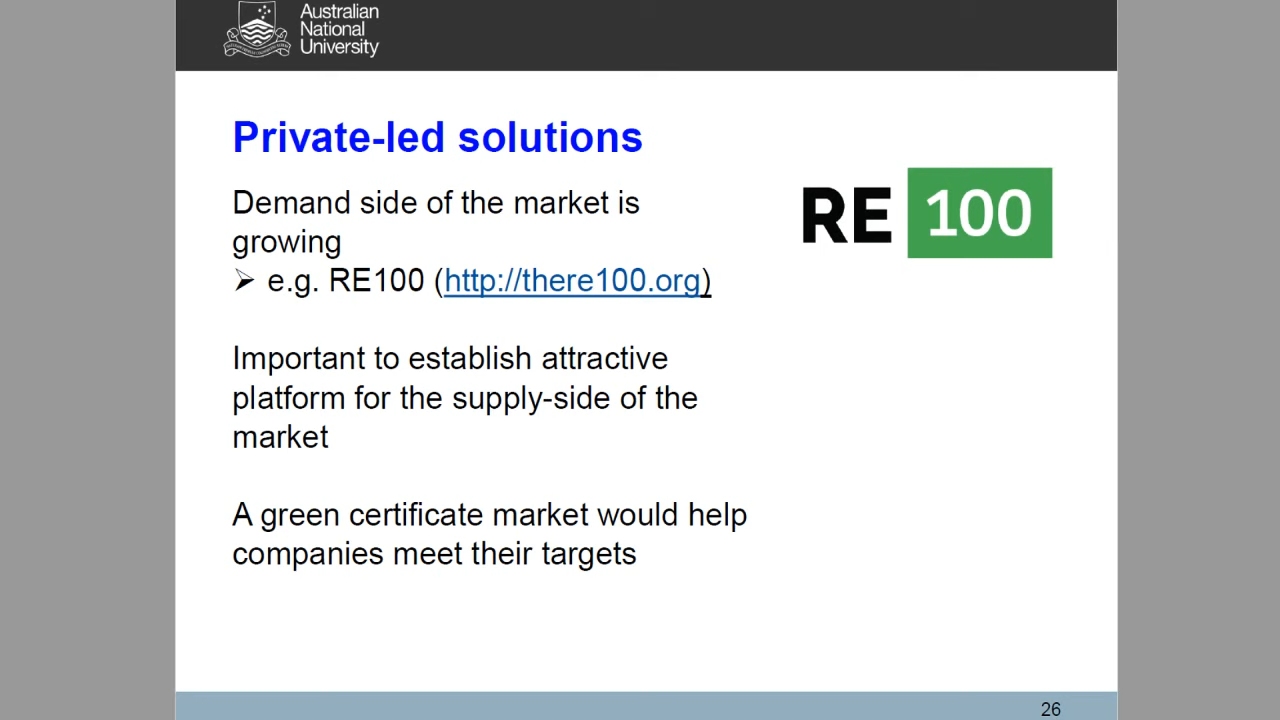 Australian
National
University
Private-led solutions
Demand side of the market is
growing
➢ e.g. RE100 (http://there100.org)
RE 100
Important to establish attractive
platform for the supply-side of the
market
A green certificate market would help
companies meet their targets
26